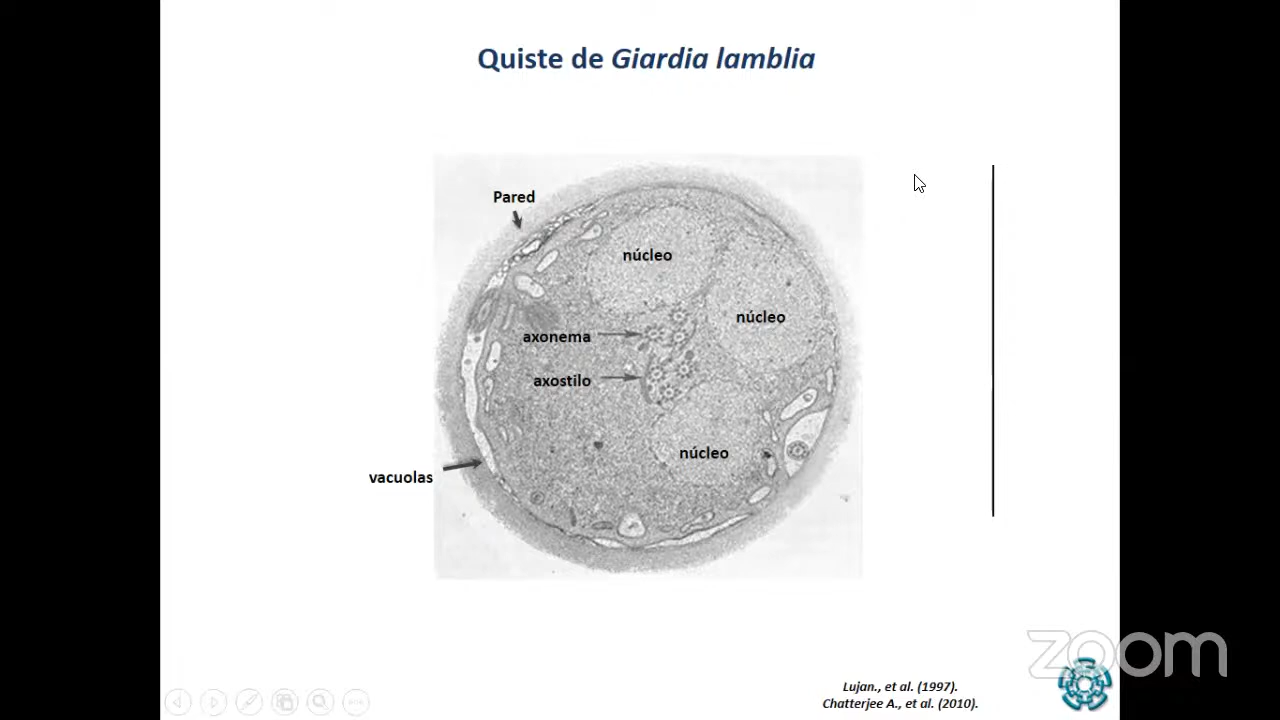 Quiste de Giardia lamblia
Pared
núcleo
núcleo
axonema
axostilo
núcleo
vacuolas
zoom
Lujan., et al. (1997).
Chatterjee A., et al. (2010).